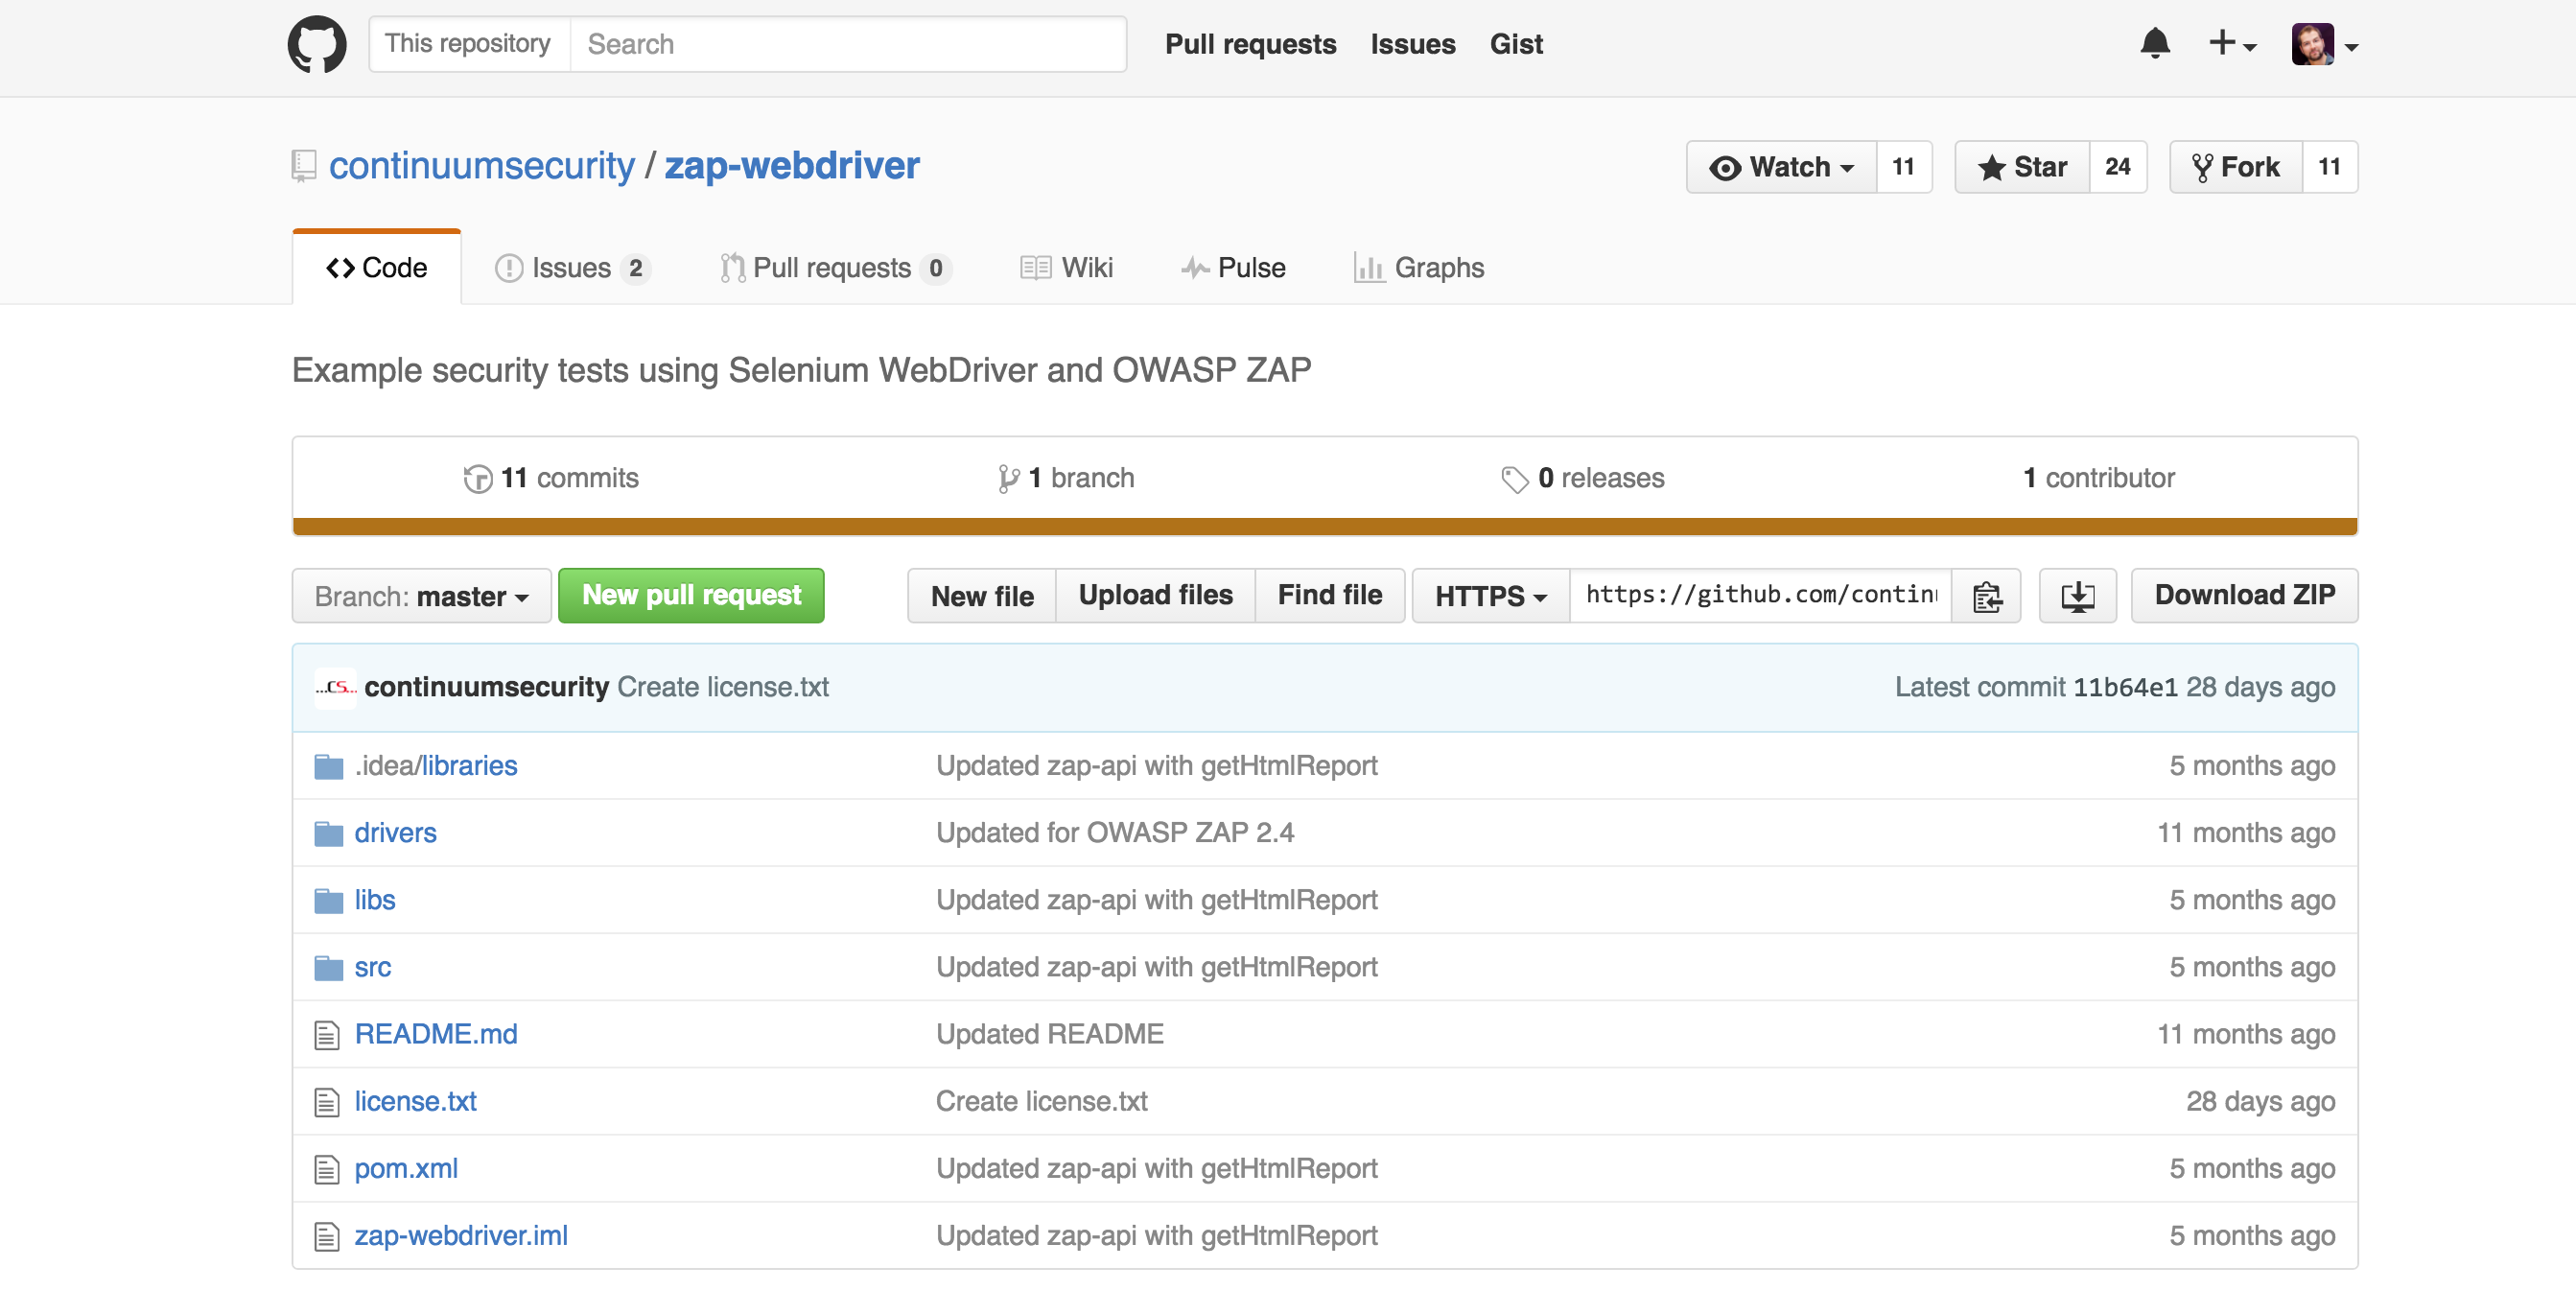 This repository Search Pull requests Issues Gist
continuumsecurity / zap-webdriver Watch 11 Star 24 Fork 11
Code Issues 2 Pull requests 0 Wiki Pulse Graphs
Example security tests using Selenium WebDriver and OWASP ZAP
11 commits 1 branch 0 releases 1 contributor
Branch: master New pull request New file Upload files Find file HTTPS https://github.com/contin Download ZIP
...CS... continuumsecurity Create license.txt Latest commit 11b64e1 28 days ago
.idea/libraries Updated zap-api with getHtmlReport 5 months ago
drivers Updated for OWASP ZAP 2.4 11 months ago
libs Updated zap-api with getHtmlReport 5 months ago
src Updated zap-api with getHtmlReport 5 months ago
README.md Updated README 11 months ago
license.txt Create license.txt 28 days ago
pom.xml Updated zap-api with getHtmlReport 5 months ago
zap-webdriver.iml Updated zap-api with getHtmlReport 5 months ago